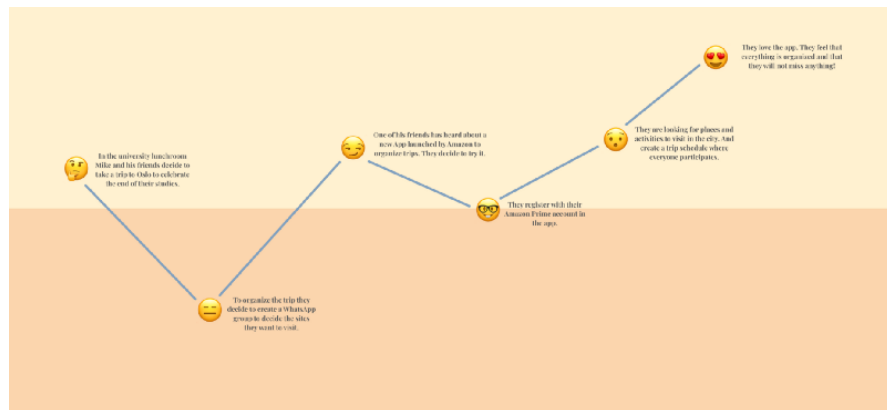 In the university lunchroom
Mike and his friends decide to
take a trip to Oslo to celebrate
the end of their studies.
To organize the trip they
decide to create a WhatsApp
group to decide the sites
they want to visit.
One of his friends has heard about a
new App launched by Amazon to
organize trips. They decide to try it.
They register with their
Amazon Prime account in
the app.
They are looking for places and
activities to visit in the city. And
create a trip schedule where
everyone participates.
They love the app. They feel that
everything is organized and that
they will not miss anything!